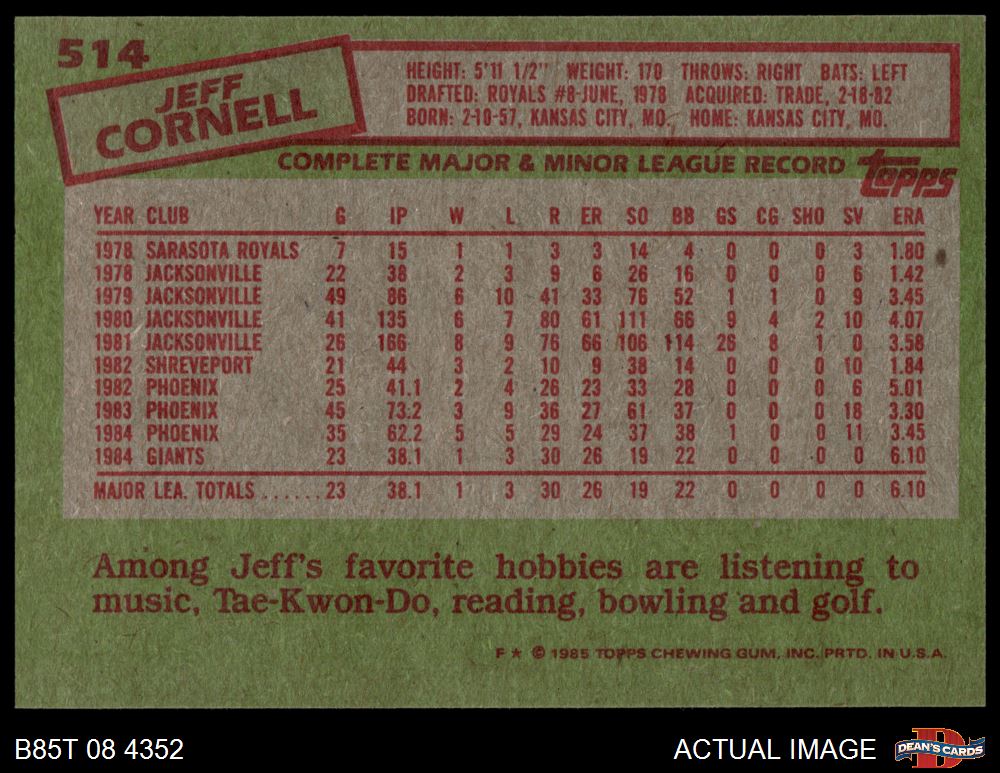 514
JEFF
CORNELL
HEIGHT: 5'11 1/2" WEIGHT: 170 THROWS: RIGHT BATS: LEFT
DRAFTED: ROYALS #8-JUNE, 1978 ACQUIRED: TRADE, 2-18-82
BORN: 2-10-57, KANSAS CITY, MO. HOME: KANSAS CITY, MO.
COMPLETE MAJOR & MINOR LEAGUE RECORD
topps
YEAR CLUB G IP W L R ER SO BB GS CG SHO SV ERA
1978 SARASOTA ROYALS 7 15 1 1 3 3 14 4 0 0 0 3 1.80
1978 JACKSONVILLE 22 38 2 3 9 6 26 16 0 0 0 6 1.42
1979 JACKSONVILLE 49 86 6 10 41 33 76 52 1 1 0 9 3.45
1980 JACKSONVILLE 41 135 6 7 80 61 111 66 9 4 2 10 4.07
1981 JACKSONVILLE 26 166 8 9 76 66 106 114 26 8 1 0 3.58
1982 SHREVEPORT 21 44 3 2 10 9 38 14 0 0 0 10 1.84
1982 PHOENIX 25 41.1 2 4 26 23 33 28 0 0 0 6 5.01
1983 PHOENIX 45 73.2 3 9 36 27 61 37 0 0 0 18 3.30
1984 PHOENIX 35 62.2 5 5 29 24 37 38 1 0 0 11 3.45
1984 GIANTS 23 38.1 1 3 30 26 19 22 0 0 0 0 6.10
MAJOR LEA. TOTALS ......23 38.1 1 3 30 26 19 22 0 0 0 0 6.10
Among Jeff's favorite hobbies are listening to
music, Tae-Kwon-Do, reading, bowling and golf.
F ★ © 1985 TOPPS CHEWING GUM, INC. PRTD. IN U.S.A.
B85T 08 4352
ACTUAL IMAGE
D
DEAN'S CARDS